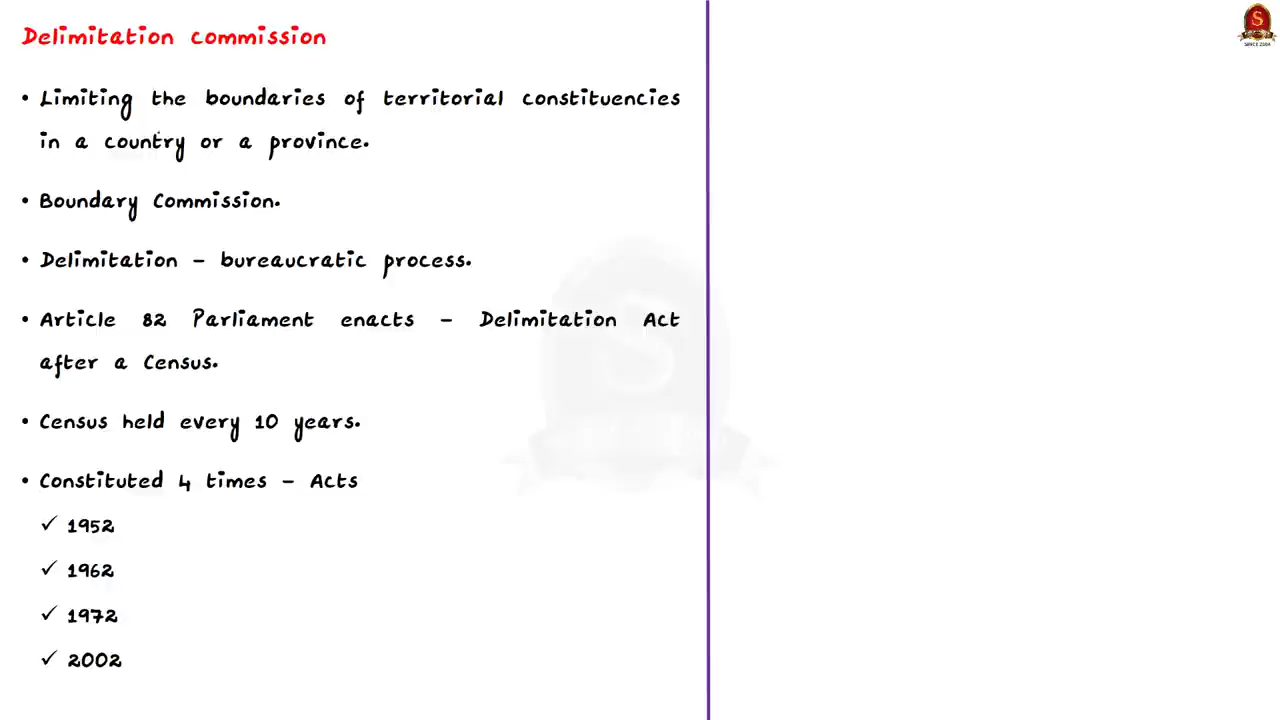 Delimitation commission
• Limiting the boundaries of territorial constituencies
in a country or a province.
• Boundary Commission.
• Delimitation – bureaucratic process.
• Article 82 Parliament enacts – Delimitation Act
after a Census.
• Census held every 10 years.
• Constituted 4 times – Acts
✓ 1952
✓ 1962
✓ 1972
✓ 2002
S
SINCE 2004